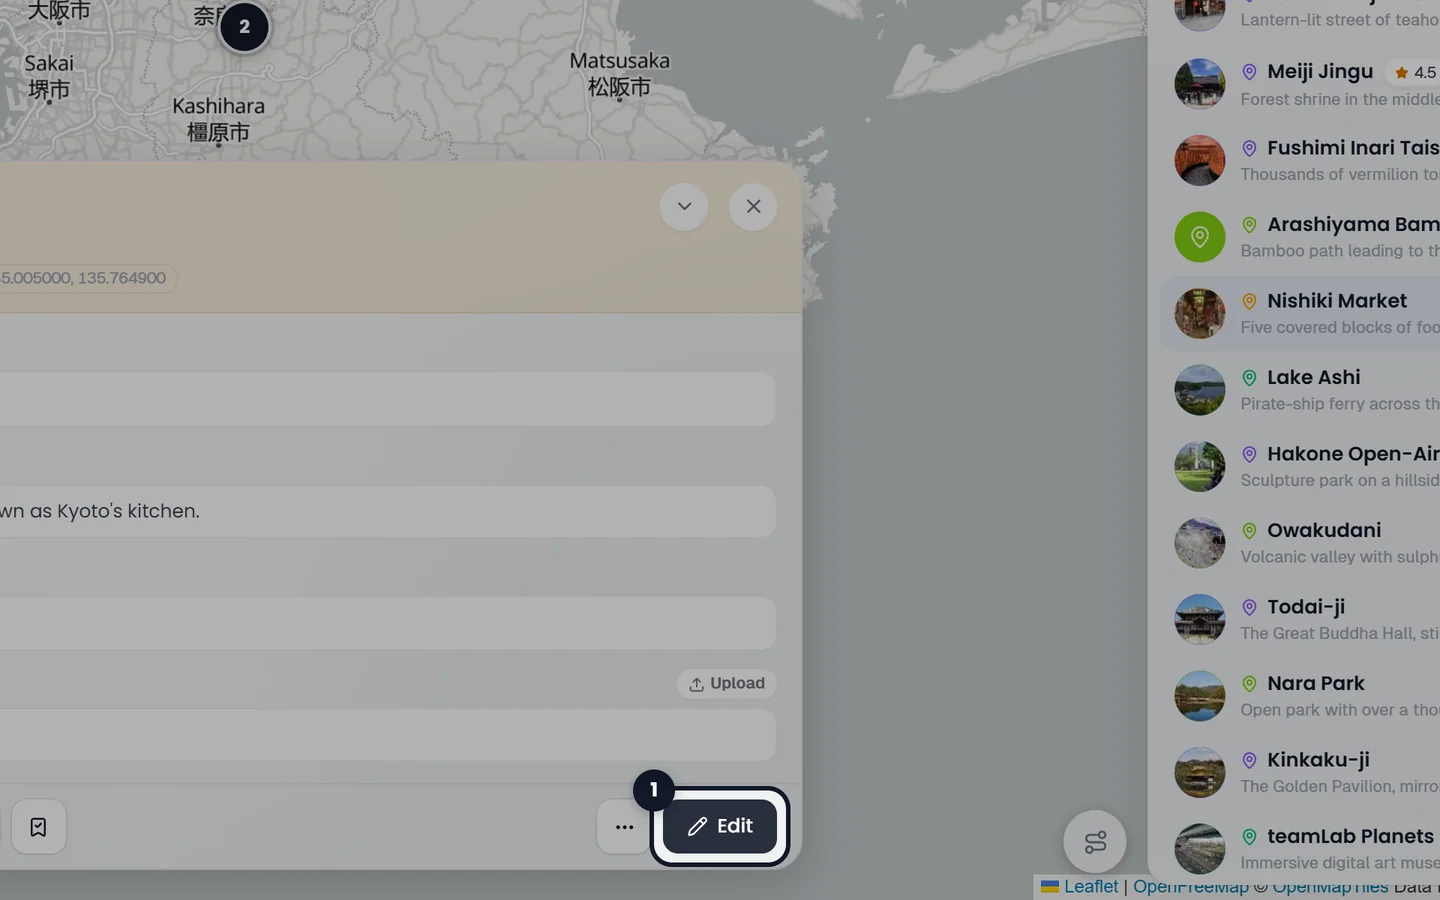 大阪市
2
Sakai
堺市
Kashihara
橿原市
Matsusaka
松阪市
5.005000, 135.764900
wn as Kyoto's kitchen.
Upload
1
Edit
Lantern-lit street of teaho
Meiji Jingu
4.5
Forest shrine in the middle
Fushimi Inari Tais
Thousands of vermilion to
Arashiyama Bam
Bamboo path leading to th
Nishiki Market
Five covered blocks of foo
Lake Ashi
Pirate-ship ferry across th
Hakone Open-Air
Sculpture park on a hillsid
Owakudani
Volcanic valley with sulph
Todai-ji
The Great Buddha Hall, sti
Nara Park
Open park with over a thou
Kinkaku-ji
The Golden Pavilion, mirro
teamLab Planets
Immersive digital art muse
Leaflet | OpenFreeMap © OpenMapTiles Data